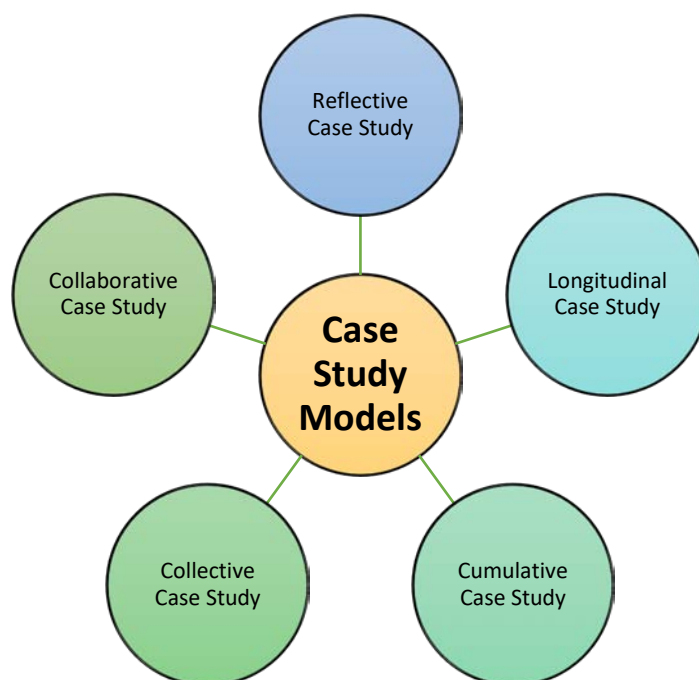 Reflective
Case Study
Collaborative
Case Study
Longitudinal
Case Study
Case
Study
Models
Collective
Case Study
Cumulative
Case Study